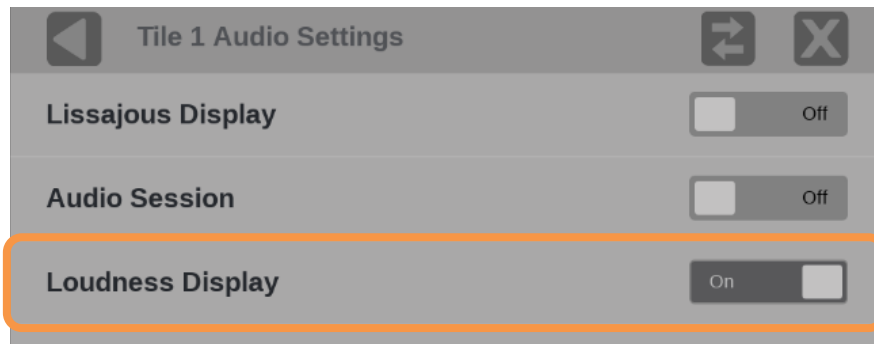 Tile 1 Audio Settings
Lissajous Display Off
Audio Session Off
Loudness Display On